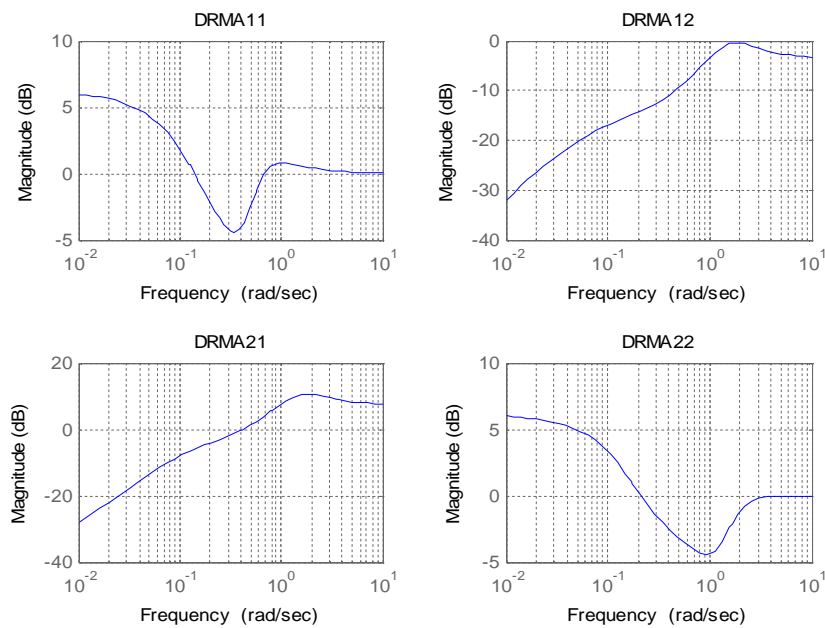 DRMA11
10
5
0
-5
Magnitude (dB)
10^-2
10^-1
10^0
10^1
Frequency (rad/sec)
DRMA12
0
-10
-20
-30
-40
Magnitude (dB)
10^-2
10^-1
10^0
10^1
Frequency (rad/sec)
DRMA21
20
0
-20
-40
Magnitude (dB)
10^-2
10^-1
10^0
10^1
Frequency (rad/sec)
DRMA22
10
5
0
-5
Magnitude (dB)
10^-2
10^-1
10^0
10^1
Frequency (rad/sec)